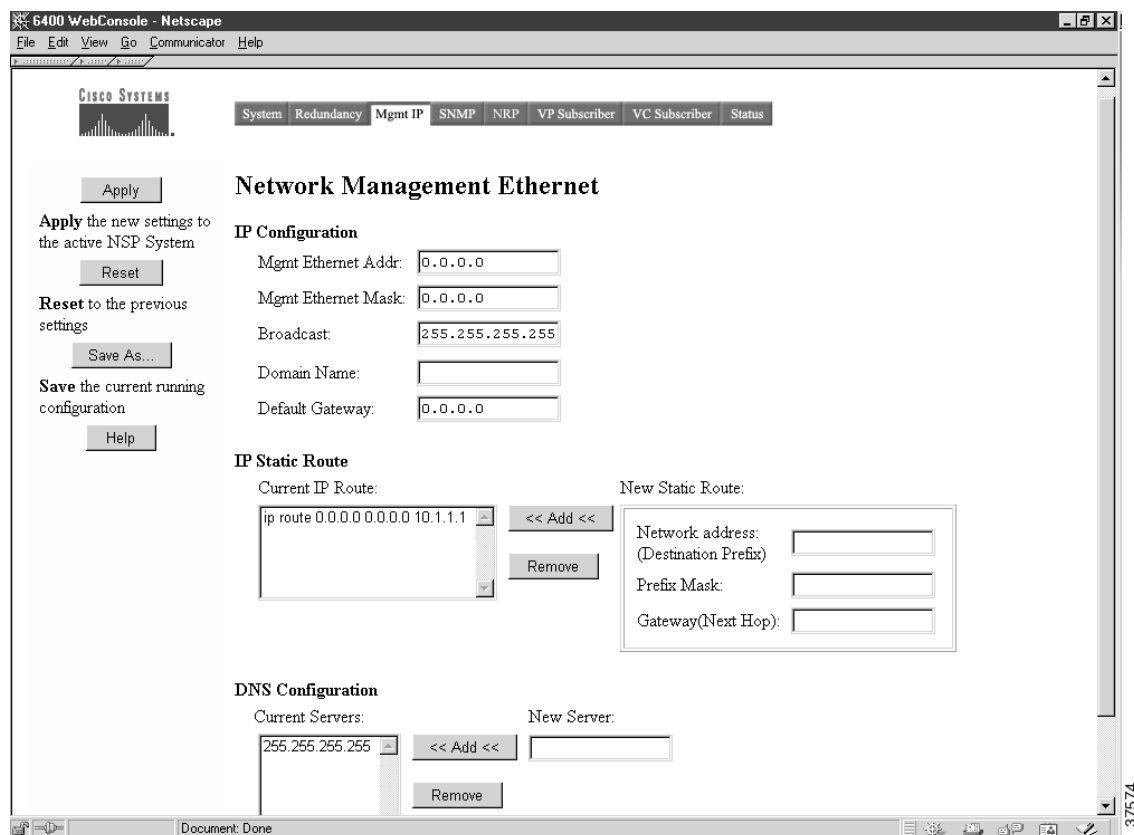 6400 WebConsole - Netscape
File Edit View Go Communicator Help
CISCO SYSTEMS
System Redundancy Mgmt IP SNMP NRP VP Subscriber VC Subscriber Status
Apply
Apply the new settings to
the active NSP System
Reset
Reset to the previous
settings
Save As...
Save the current running
configuration
Help
Network Management Ethernet
IP Configuration
Mgmt Ethernet Addr: 0.0.0.0
Mgmt Ethernet Mask: 0.0.0.0
Broadcast: 255.255.255.255
Domain Name:
Default Gateway: 0.0.0.0
IP Static Route
Current IP Route:
ip route 0.0.0.0 0.0.0.0 10.1.1.1
<< Add <<
Remove
New Static Route:
Network address:
(Destination Prefix)
Prefix Mask:
Gateway(Next Hop):
DNS Configuration
Current Servers:
255.255.255.255
<< Add <<
Remove
New Server:
Document: Done
37574